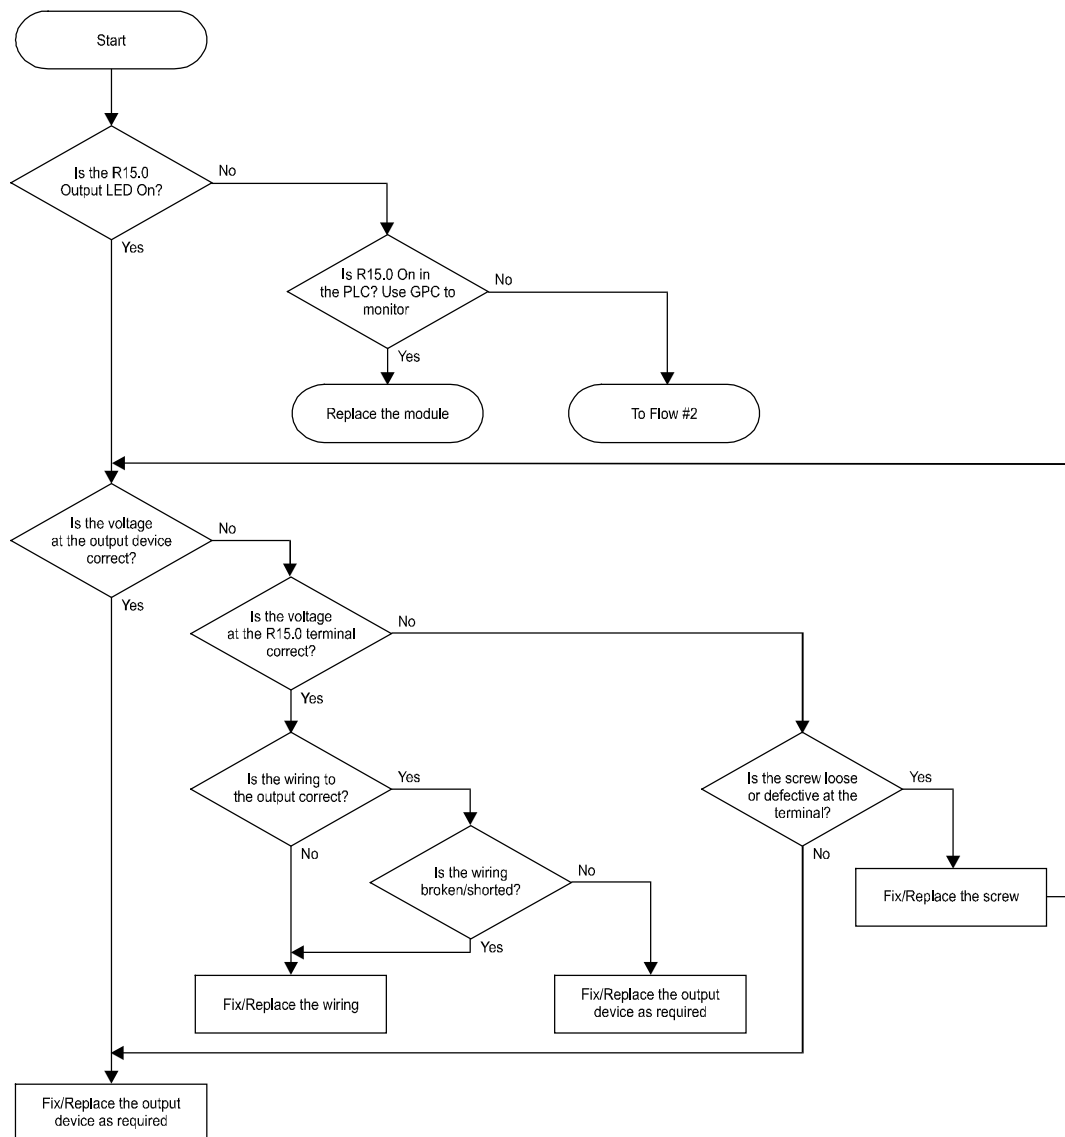 Start
Is the R15.0
Output LED On?
No
Yes
Is R15.0 On in
the PLC? Use GPC to
monitor
No
Yes
Replace the module
To Flow #2
Is the voltage
at the output device
correct?
No
Yes
Is the voltage
at the R15.0 terminal
correct?
No
Yes
Is the wiring to
the output correct?
Yes
No
Is the screw loose
or defective at the
terminal?
Yes
No
Is the wiring
broken/shorted?
No
Yes
Fix/Replace the screw
Fix/Replace the wiring
Fix/Replace the output
device as required
Fix/Replace the output
device as required